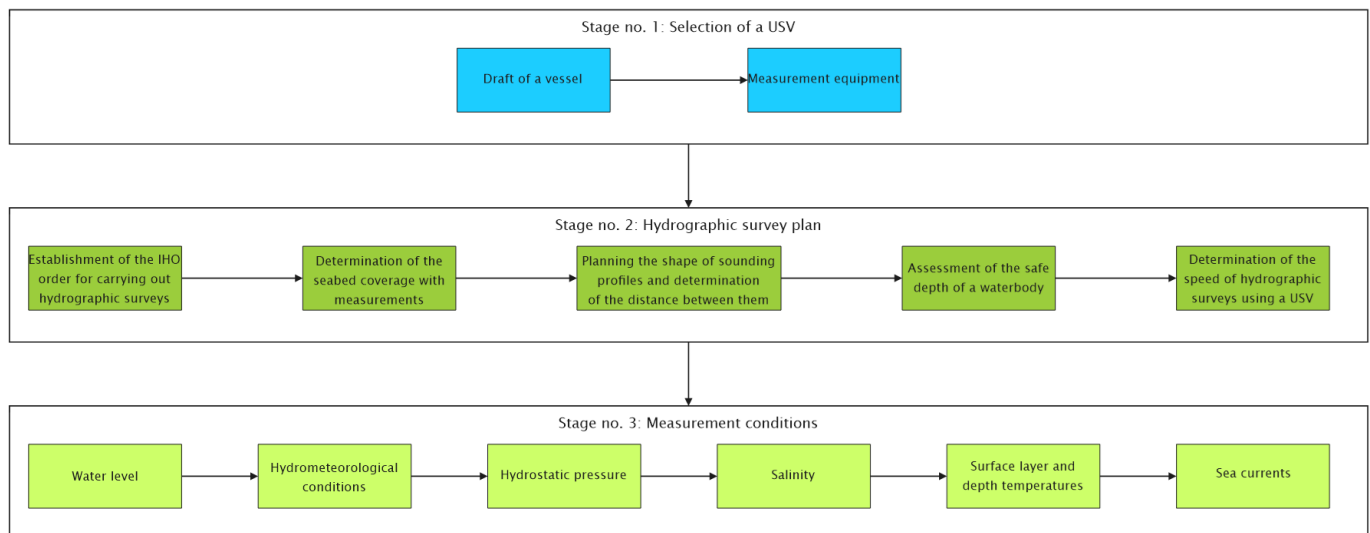 Stage no. 1: Selection of a USV
Draft of a vessel
Measurement equipment
Stage no. 2: Hydrographic survey plan
Establishment of the IHO
order for carrying out
hydrographic surveys
Determination of the
seabed coverage with
measurements
Planning the shape of sounding
profiles and determination
of the distance between them
Assessment of the safe
depth of a waterbody
Determination of the
speed of hydrographic
surveys using a USV
Stage no. 3: Measurement conditions
Water level
Hydrometeorological
conditions
Hydrostatic pressure
Salinity
Surface layer and
depth temperatures
Sea currents